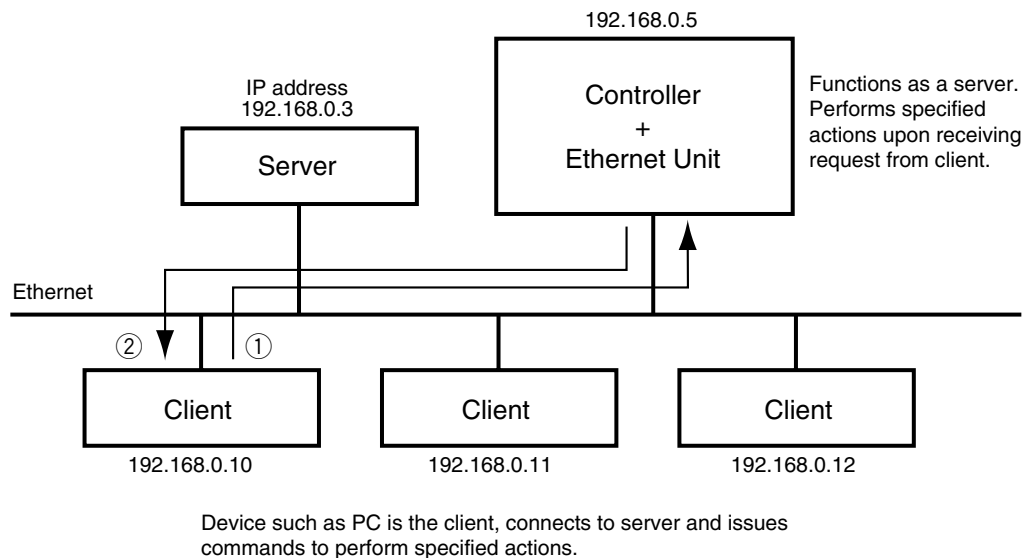 192.168.0.5
Controller
+
Ethernet Unit
Functions as a server.
Performs specified
actions upon receiving
request from client.
IP address
192.168.0.3
Server
Ethernet
②
①
Client
Client
Client
192.168.0.10
192.168.0.11
192.168.0.12
Device such as PC is the client, connects to server and issues
commands to perform specified actions.